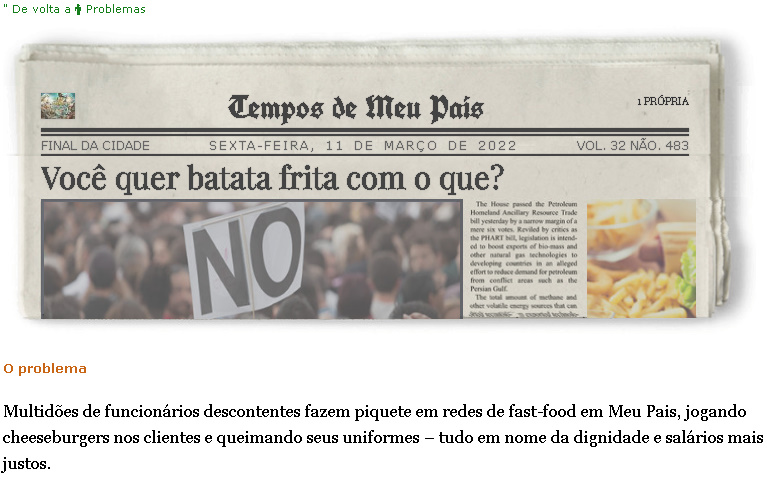 " De volta a Problemas
Tempos de Meu País
1 PRÓPRIA
FINAL DA CIDADE
SEXTA-FEIRA, 11 DE MARÇO DE 2022
VOL. 32 NÃO. 483
Você quer batata frita com o que?
NO
The House passed the Petroleum
Homeland Ancillary Resource Trade
bill yesterday by a narrow margin of a
mere six votes. Reviled by critics as
the PHART bill, legislation is intend-
ed to boost exports of bio-mass and
other natural gas technologies to
developing countries in an alleged
effort to reduce demand for petroleum
from conflict areas such as the
Persian Gulf.
The total amount of methane and
other volatile energy sources that can
O problema
Multidões de funcionários descontentes fazem piquete em redes de fast-food em Meu Pais, jogando
cheeseburgers nos clientes e queimando seus uniformes – tudo em nome da dignidade e salários mais
justos.